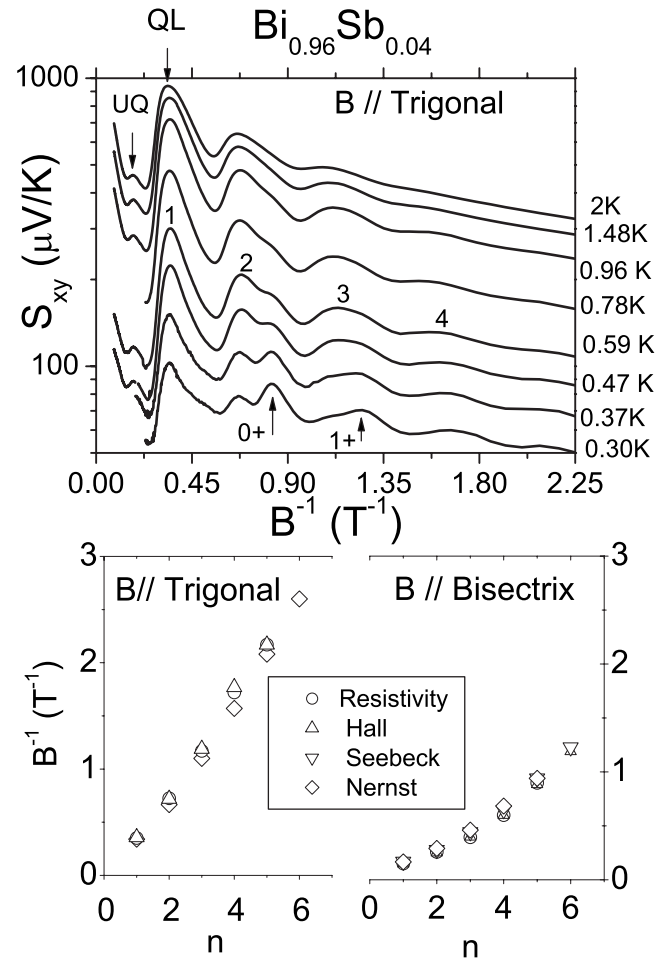 QL
Bi0.96Sb0.04
1000
UQ
B // Trigonal
1
2
3
4
100
Sxy (μV/K)
2K
1.48K
0.96 K
0.78K
0.59 K
0.47 K
0.37K
0.30K
0+
1+
0.00 0.45 0.90 1.35 1.80 2.25
B-1 (T-1)
3 3
B// Trigonal B // Bisectrix
2 2
Resistivity
Hall
Seebeck
Nernst
B-1 (T-1)
1 1
0 0
0 2 4 6 0 2 4 6
n n